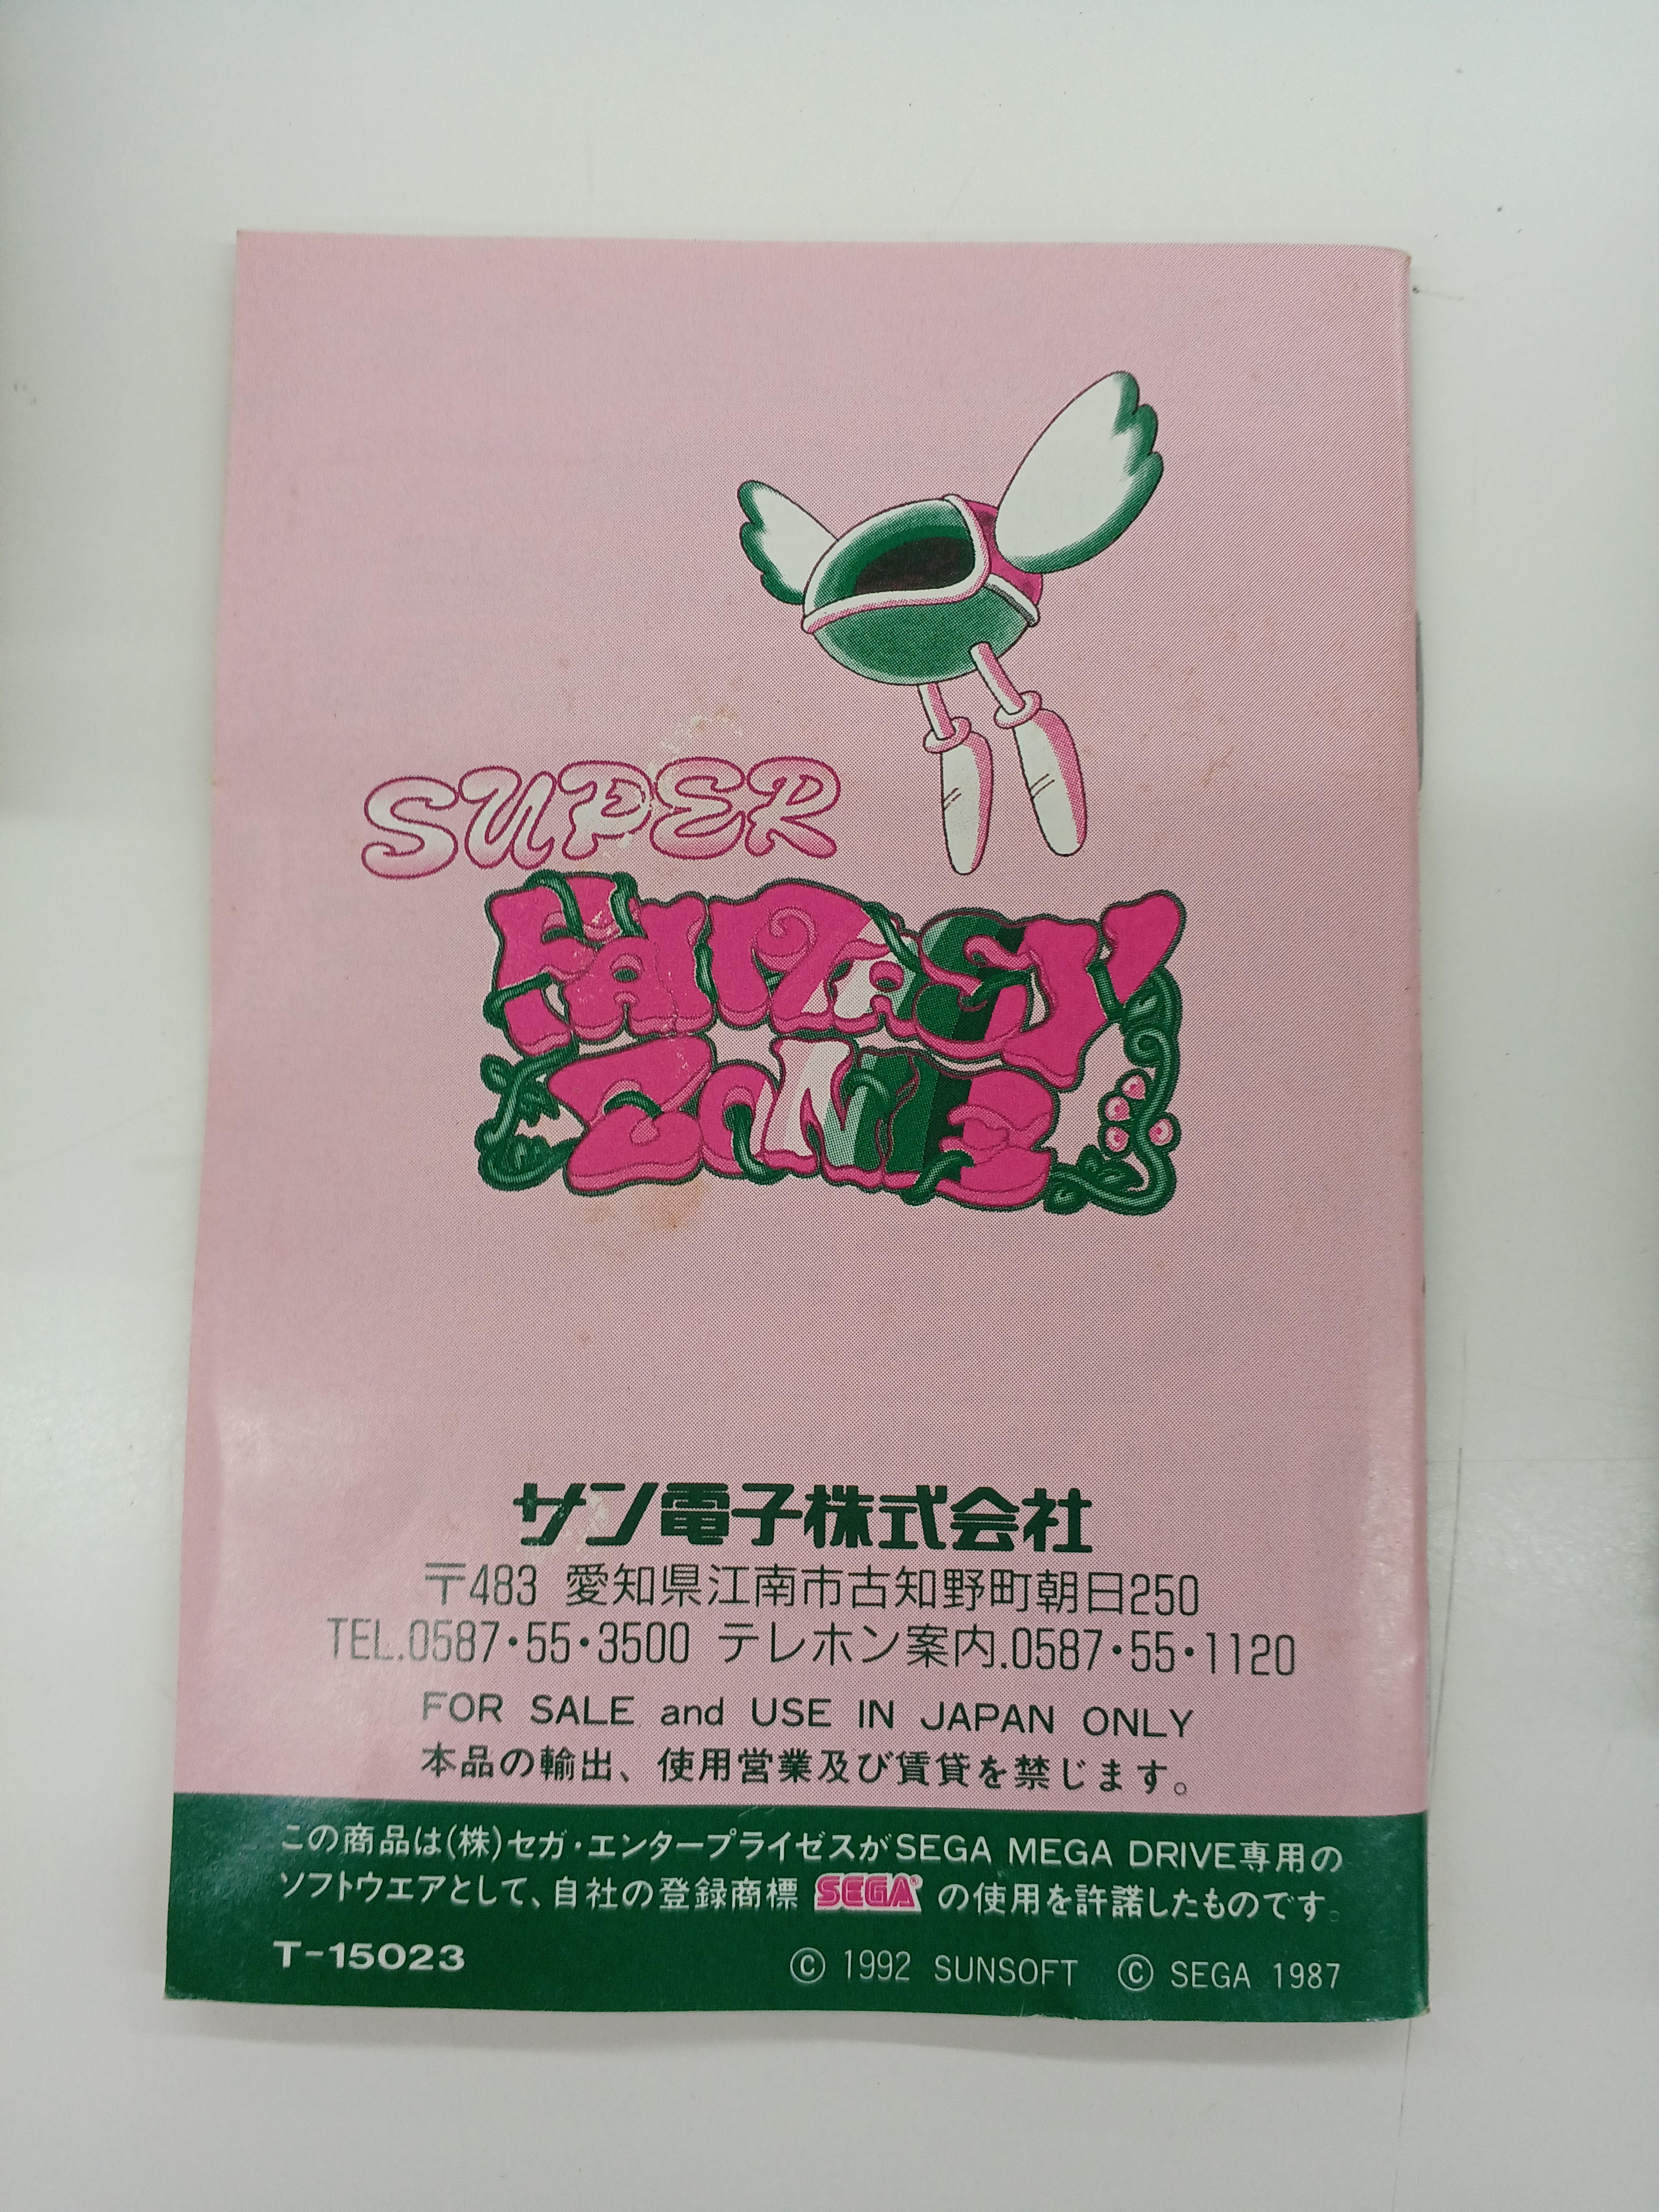 SUPER
FANTASY
ZONE
サン電子株式会社
〒483 愛知県江南市古知野町朝日250
TEL.0587・55・3500 テレホン案内.0587・55・1120
FOR SALE and USE IN JAPAN ONLY
本品の輸出、使用営業及び賃貸を禁じます。
この商品は(株)セガ・エンタープライゼスがSEGA MEGA DRIVE専用の
ソフトウエアとして、自社の登録商標 SEGA® の使用を許諾したものです。
T-15023 © 1992 SUNSOFT © SEGA 1987